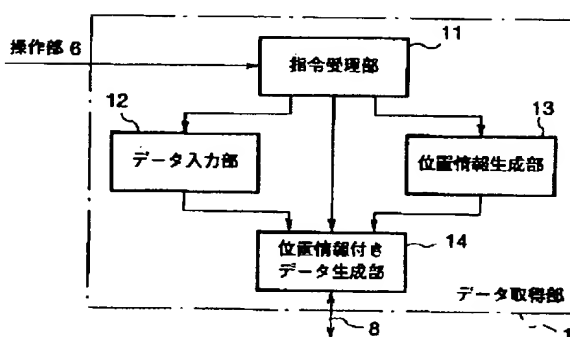 操作部 6
11
指令受理部
12
13
データ入力部
位置情報生成部
位置情報付き
データ生成部
14
データ取得部
8
1